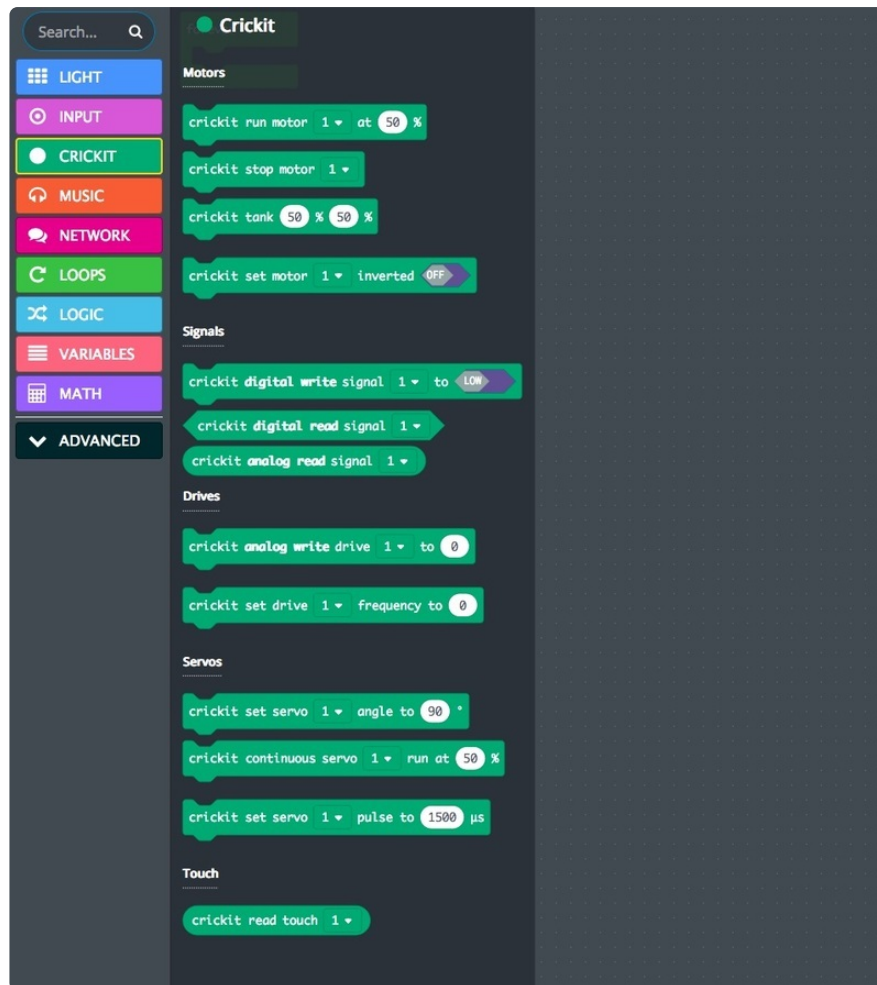 Search...
LIGHT
INPUT
CRICKIT
MUSIC
NETWORK
LOOPS
LOGIC
VARIABLES
MATH
ADVANCED
Crickit
Motors
crickit run motor 1 at 50 %
crickit stop motor 1
crickit tank 50 % 50 %
crickit set motor 1 inverted OFF
Signals
crickit digital write signal 1 to LOW
crickit digital read signal 1
crickit analog read signal 1
Drives
crickit analog write drive 1 to 0
crickit set drive 1 frequency to 0
Servos
crickit set servo 1 angle to 90 °
crickit continuous servo 1 run at 50 %
crickit set servo 1 pulse to 1500 µs
Touch
crickit read touch 1